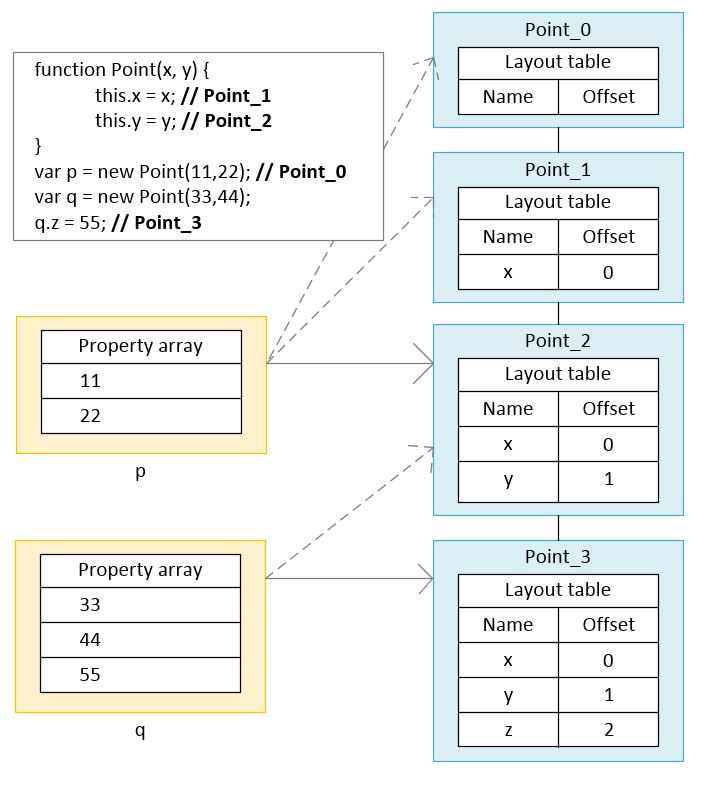 function Point(x, y) {
this.x = x; // Point_1
this.y = y; // Point_2
}
var p = new Point(11,22); // Point_0
var q = new Point(33,44);
q.z = 55; // Point_3
Property array
11
22
p
Property array
33
44
55
q
Point_0
Layout table
Name Offset
Point_1
Layout table
Name Offset
x 0
Point_2
Layout table
Name Offset
x 0
y 1
Point_3
Layout table
Name Offset
x 0
y 1
z 2